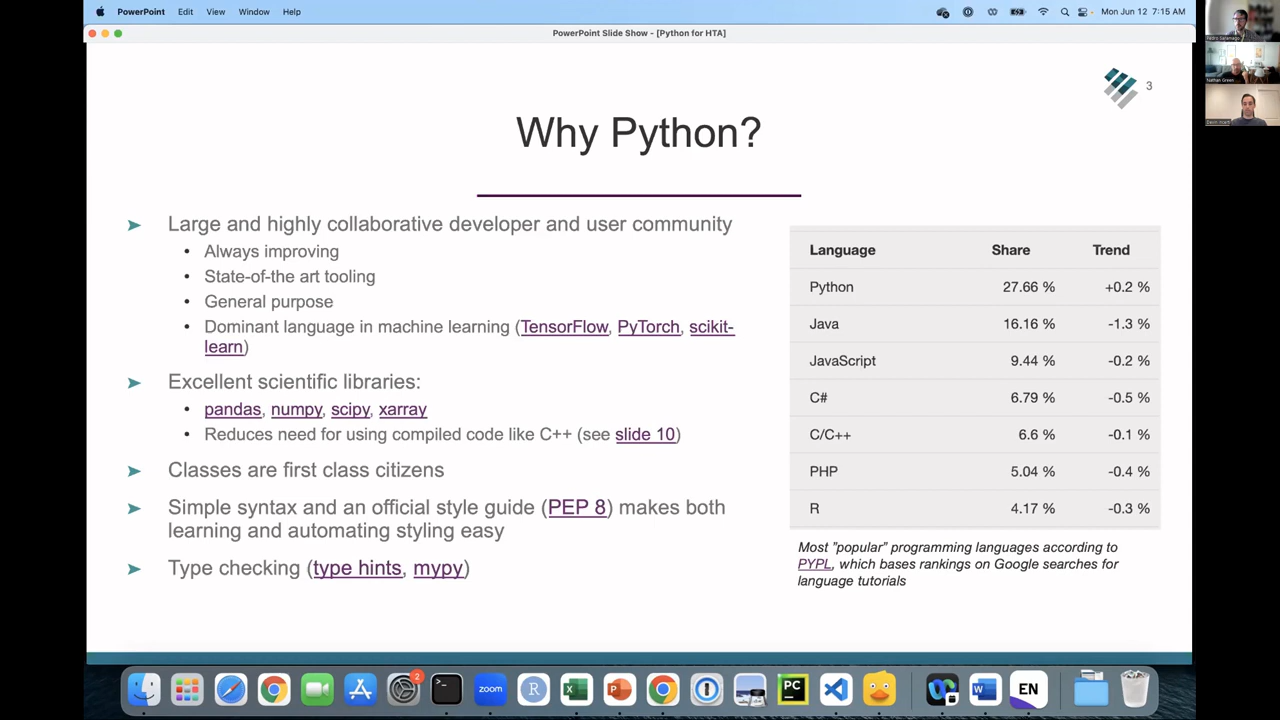 PowerPoint Edit View Window Help
Mon Jun 12 7:15 AM
PowerPoint Slide Show - [Python for HTA]
3
Why Python?
➤ Large and highly collaborative developer and user community
• Always improving
• State-of-the art tooling
• General purpose
• Dominant language in machine learning (TensorFlow, PyTorch, scikit-
learn)
➤ Excellent scientific libraries:
• pandas, numpy, scipy, xarray
• Reduces need for using compiled code like C++ (see slide 10)
➤ Classes are first class citizens
➤ Simple syntax and an official style guide (PEP 8) makes both
learning and automating styling easy
➤ Type checking (type hints, mypy)
Language Share Trend
Python 27.66 % +0.2 %
Java 16.16 % -1.3 %
JavaScript 9.44 % -0.2 %
C# 6.79 % -0.5 %
C/C++ 6.6 % -0.1 %
PHP 5.04 % -0.4 %
R 4.17 % -0.3 %
Most "popular" programming languages according to
PYPL, which bases rankings on Google searches for
language tutorials
Nathan Green
2
zoom
R
X
P
PC
W
EN